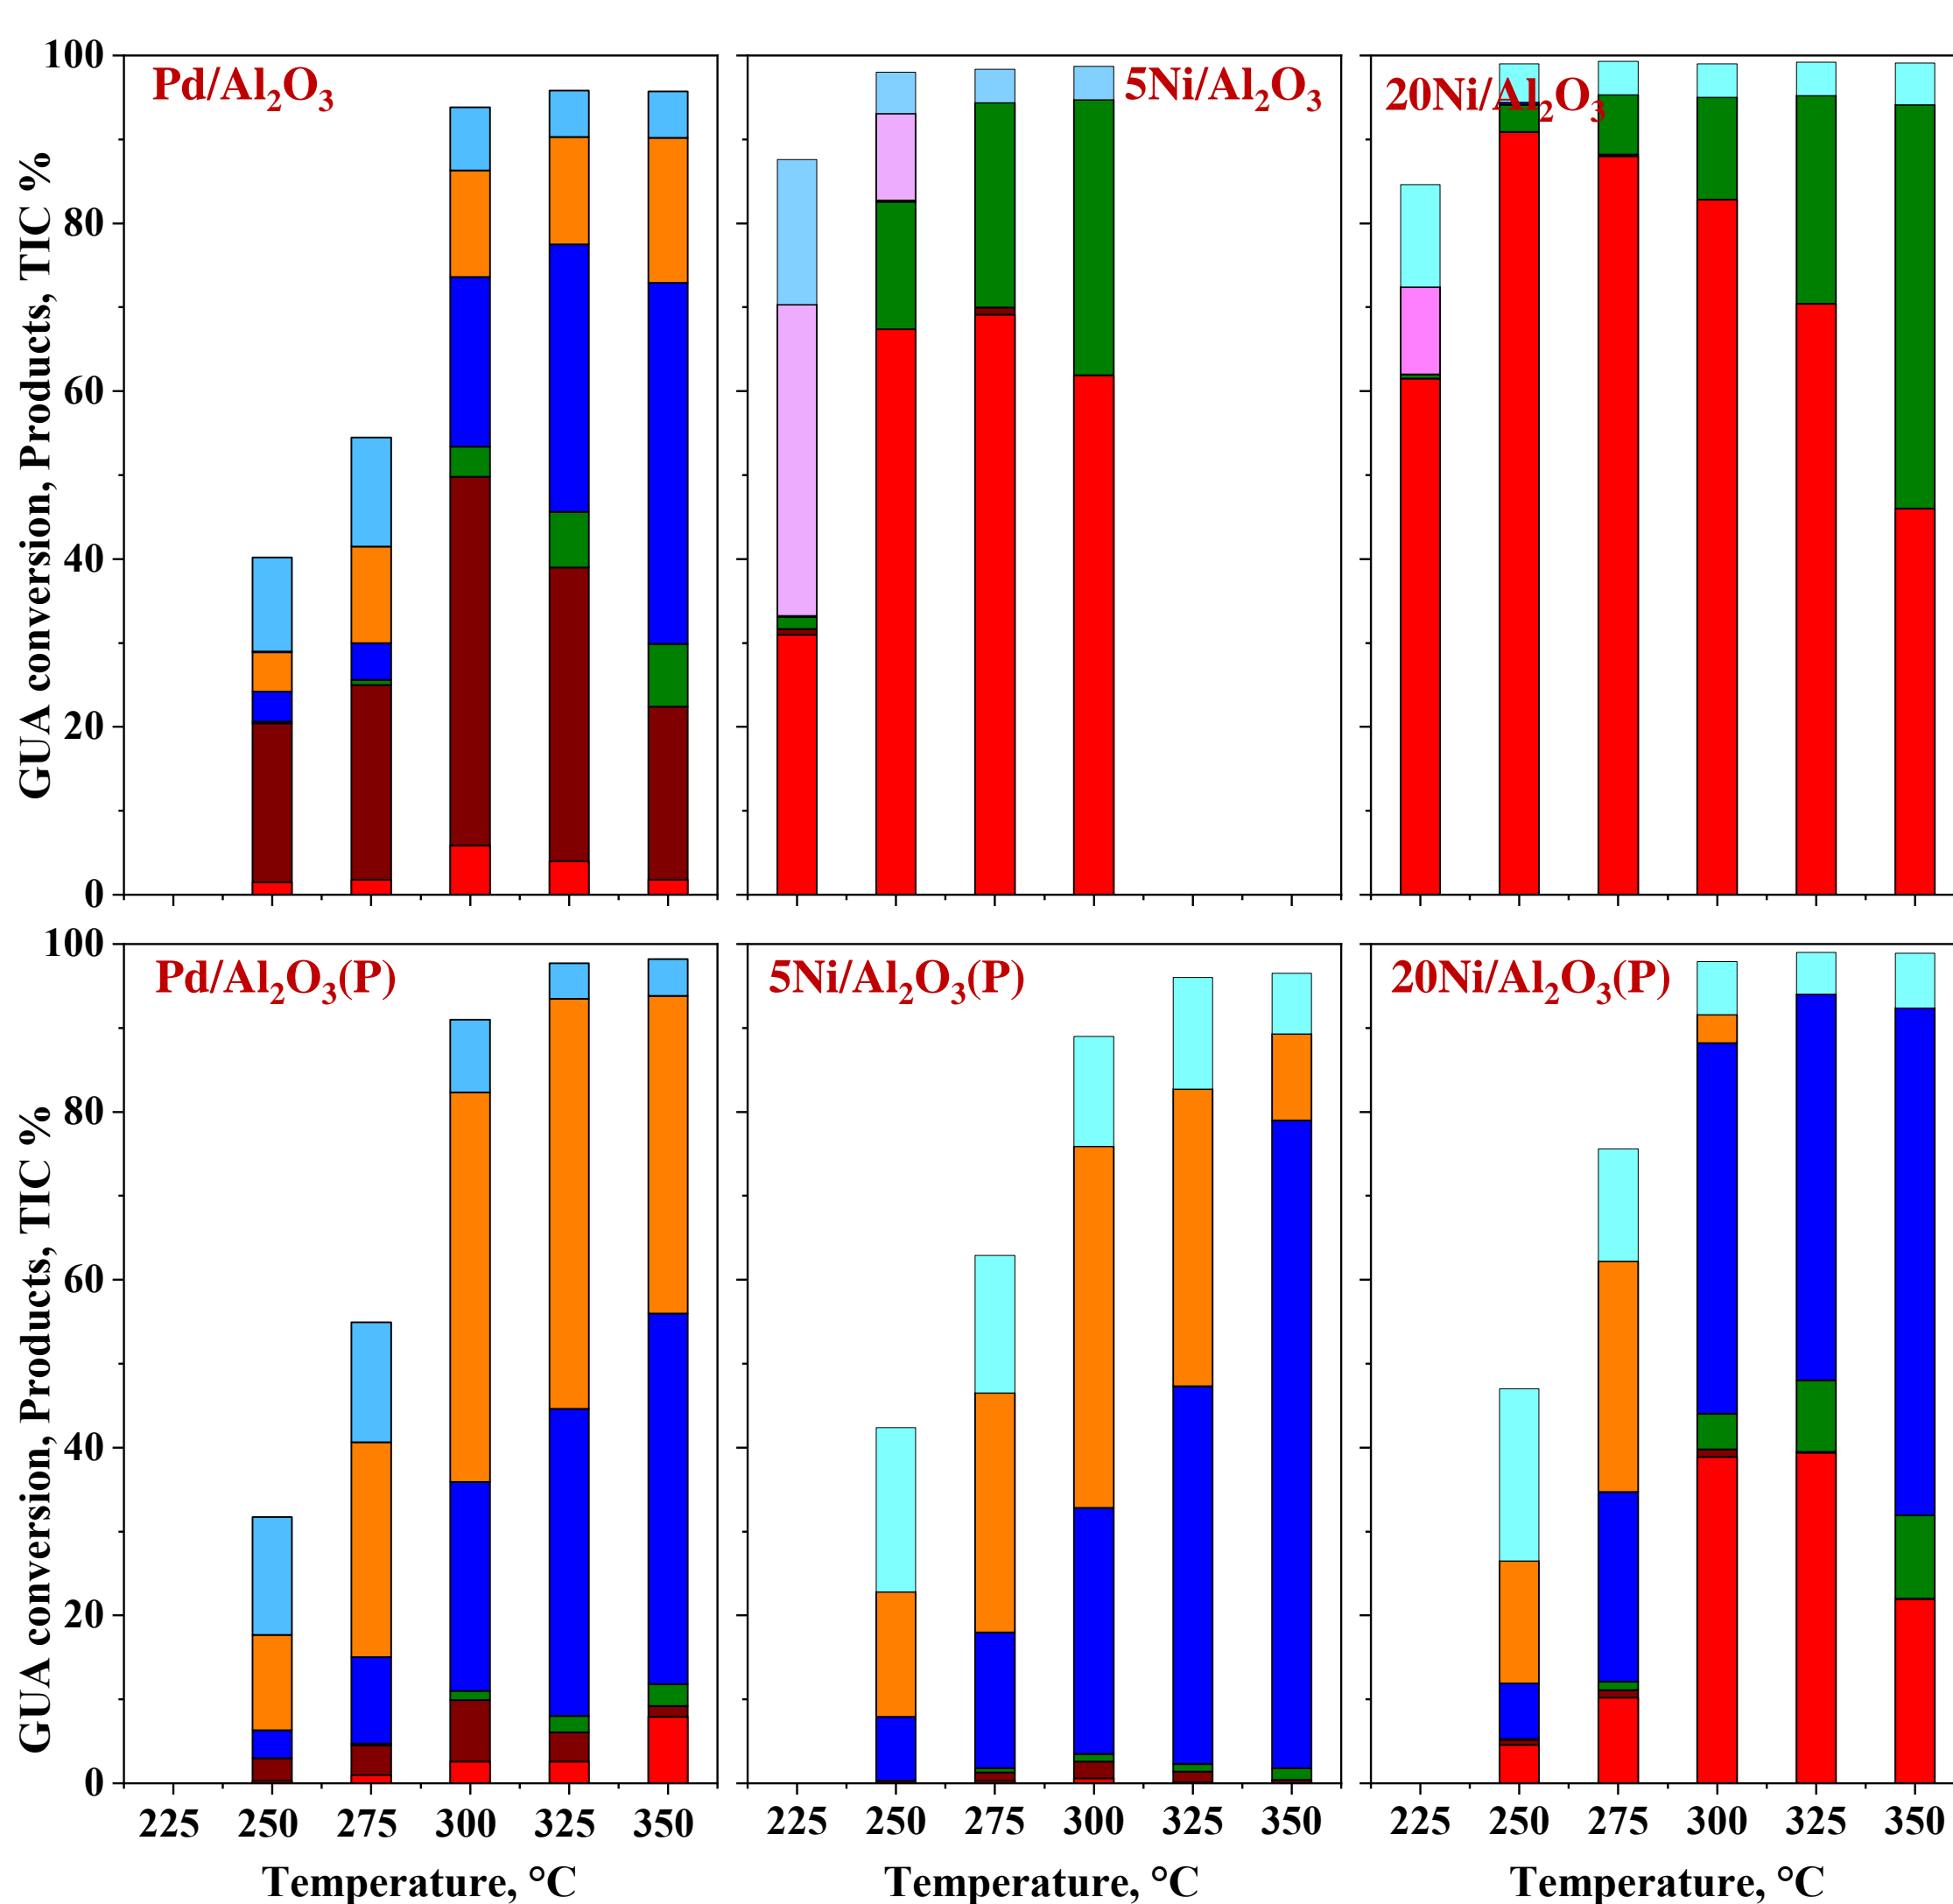 GUA conversion, Products, TIC %
100
80
60
40
20
0
Pd/Al₂O₃
5Ni/Al₂O₃
20Ni/Al₂O₃
GUA conversion, Products, TIC %
100
80
60
40
20
0
Pd/Al₂O₃(P)
5Ni/Al₂O₃(P)
20Ni/Al₂O₃(P)
225 250 275 300 325 350
225 250 275 300 325 350
225 250 275 300 325 350
Temperature, °C
Temperature, °C
Temperature, °C